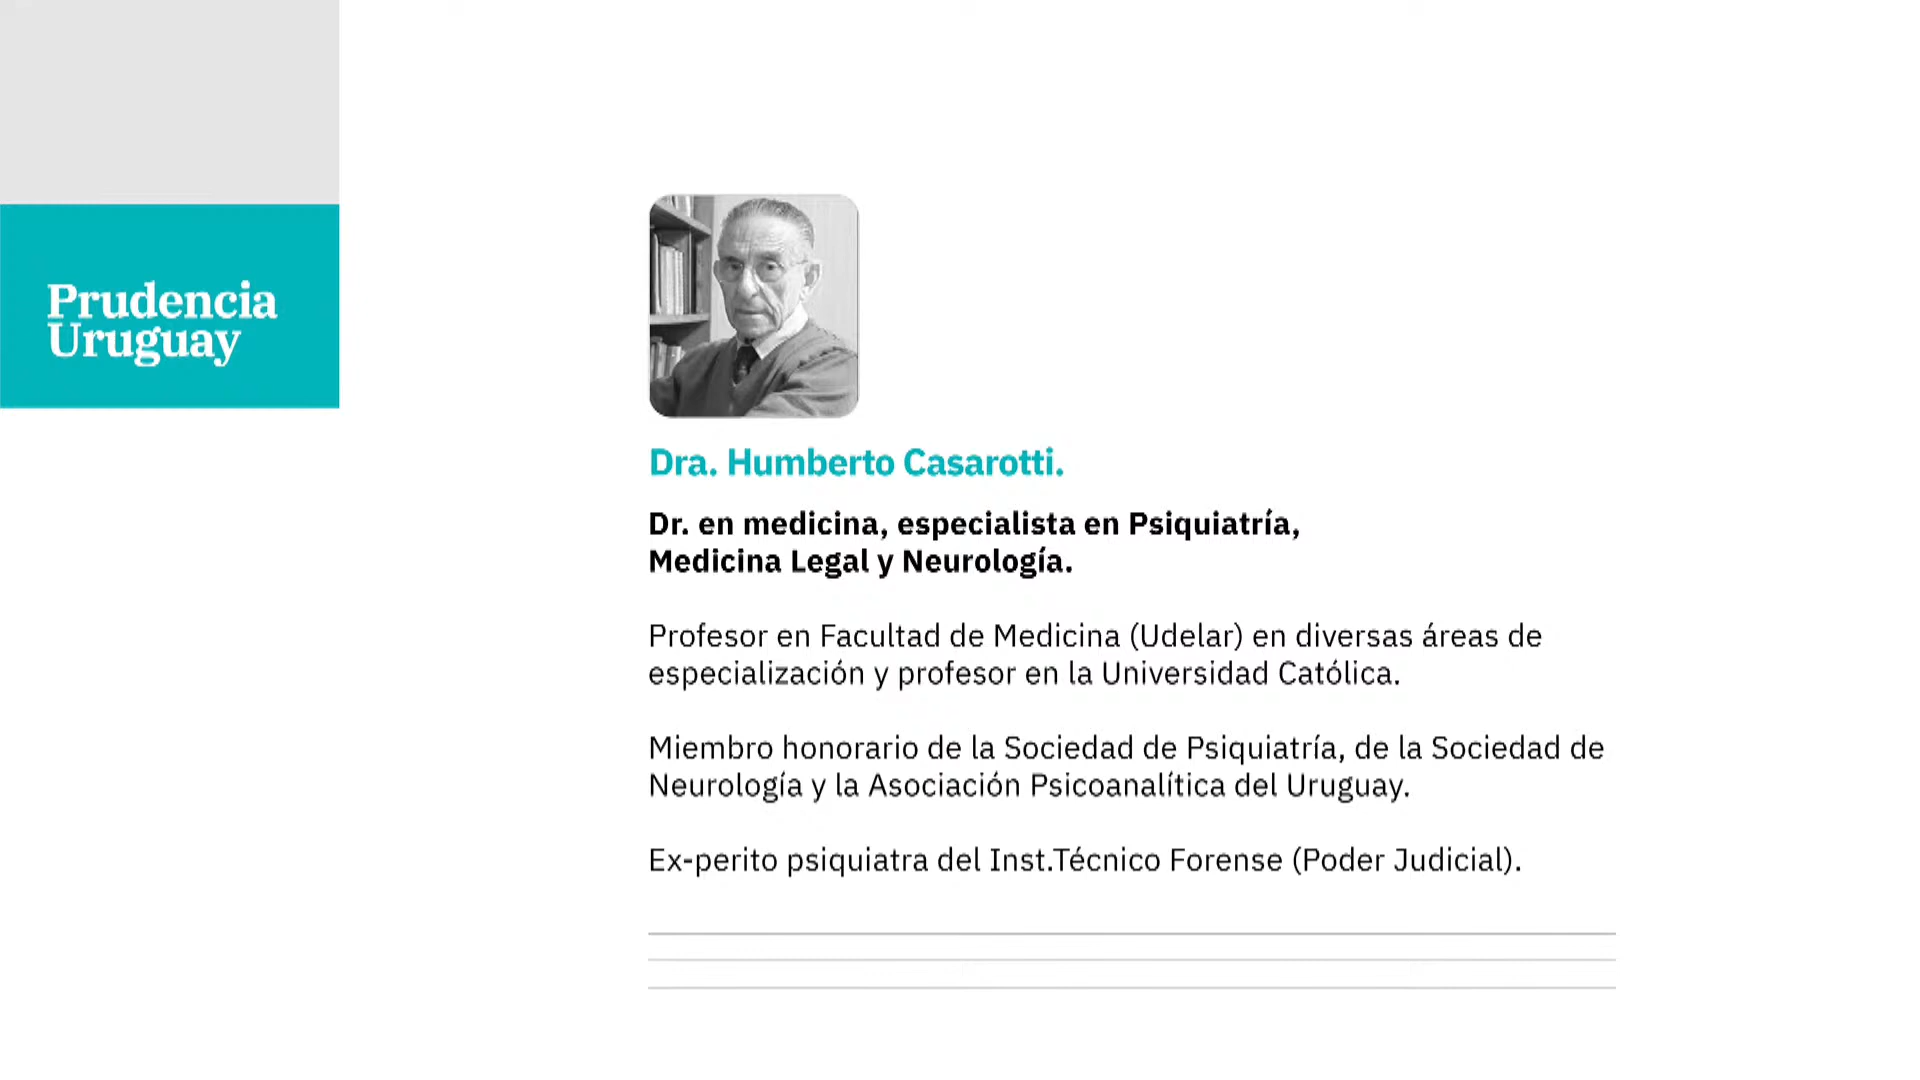 Prudencia
Uruguay
Dra. Humberto Casarotti.
Dr. en medicina, especialista en Psiquiatría,
Medicina Legal y Neurología.
Profesor en Facultad de Medicina (Udelar) en diversas áreas de
especialización y profesor en la Universidad Católica.
Miembro honorario de la Sociedad de Psiquiatría, de la Sociedad de
Neurología y la Asociación Psicoanalítica del Uruguay.
Ex-perito psiquiatra del Inst.Técnico Forense (Poder Judicial).